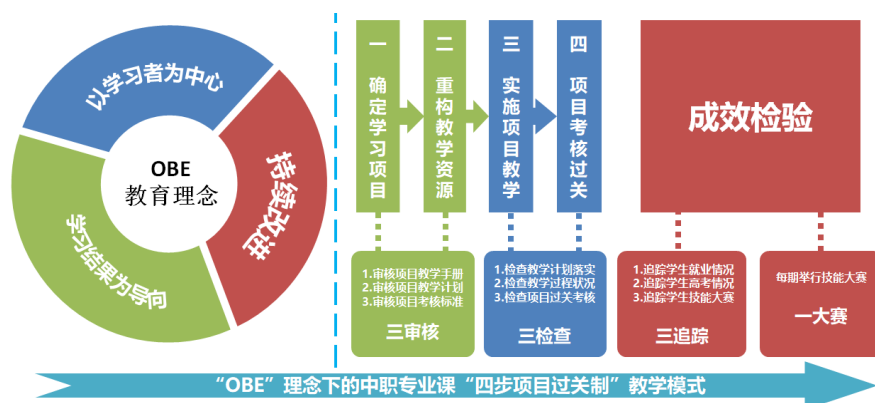 以学习者为中心
持续改进
学习结果为导向
OBE
教育理念
一 确定学习项目
二 重构教学资源
三 实施项目教学
四 项目考核过关
成效检验
1.审核项目教学手册
2.审核项目教学计划
3.审核项目考核标准
三审核
1.检查教学计划落实
2.检查教学过程状况
3.检查项目过关考核
三检查
1.追踪学生就业情况
2.追踪学生高考情况
3.追踪学生技能大赛
三追踪
每期举行技能大赛
一大赛
“OBE”理念下的中职专业课“四步项目过关制”教学模式